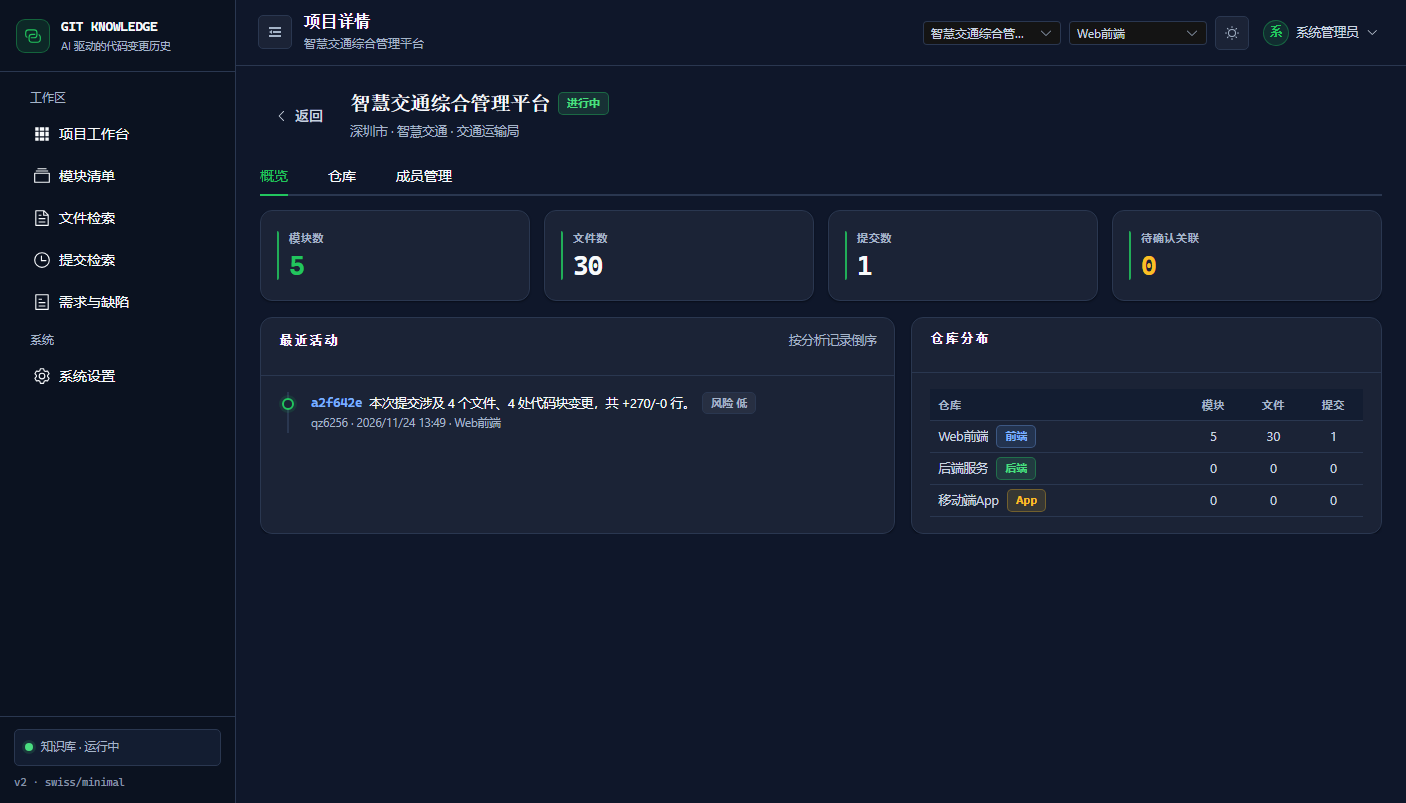 GIT KNOWLEDGE
AI 驱动的代码变更历史
工作区
项目工作台
模块清单
文件检索
提交检索
需求与缺陷
系统
系统设置
知识库 · 运行中
v2 · swiss/minimal
项目详情
智慧交通综合管理平台
智慧交通综合管...
Web前端
系
系统管理员
返回
智慧交通综合管理平台 进行中
深圳市 · 智慧交通 · 交通运输局
概览 仓库 成员管理
模块数
5
文件数
30
提交数
1
待确认关联
0
最近活动 按分析记录倒序
a2f642e 本次提交涉及 4 个文件、4 处代码块变更，共 +270/-0 行。 风险 低
qz6256 · 2026/11/24 13:49 · Web前端
仓库分布
仓库 模块 文件 提交
Web前端 前端 5 30 1
后端服务 后端 0 0 0
移动端App App 0 0 0